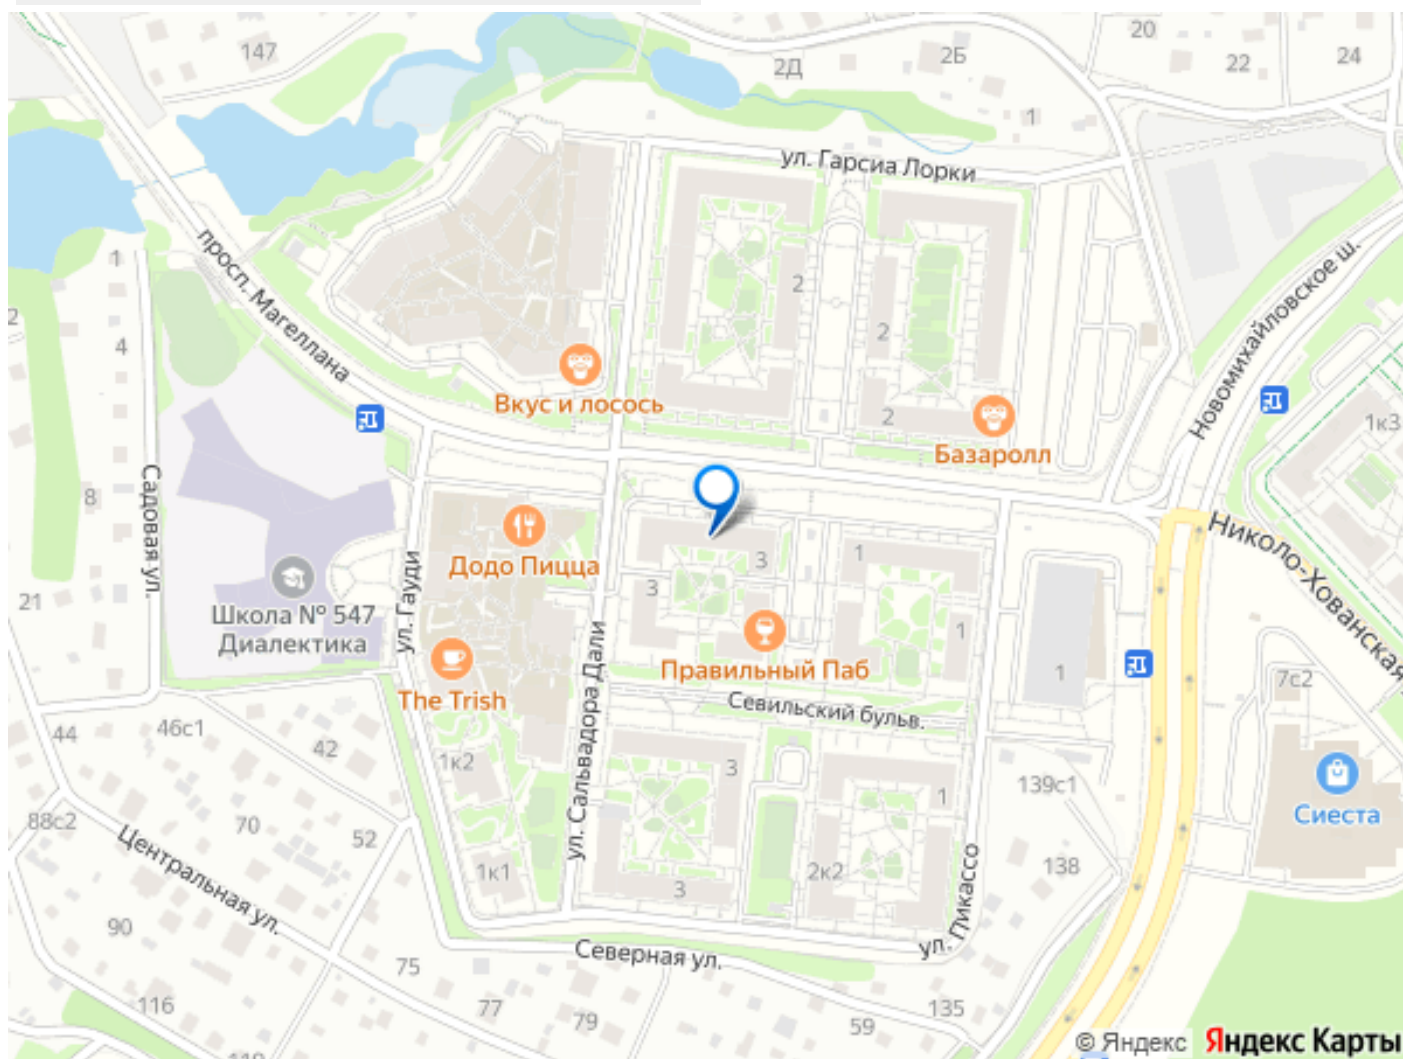 147
2Д
2Б
20
22
24
1
ул. Гарсиа Лорки
просп. Магеллана
1
2
4
2
2
2
Новомихайловское ш.
Вкус и лосось
Базаролл
1к3
Садовая ул.
8
Додо Пицца
3
1
Николо-Хованская
21
Школа № 547
Диалектика
ул. Гауди
3
Правильный Паб
1
1
7с2
The Trish
ул. Сальвадора Дали
Севильский бульв.
44
46с1
42
1к2
3
1
139с1
Сиеста
88с2
70
52
Центральная ул.
1к1
3
2к2
138
ул. Пикассо
90
Северная ул.
75
116
77
79
59
135
© Яндекс Яндекс Карты